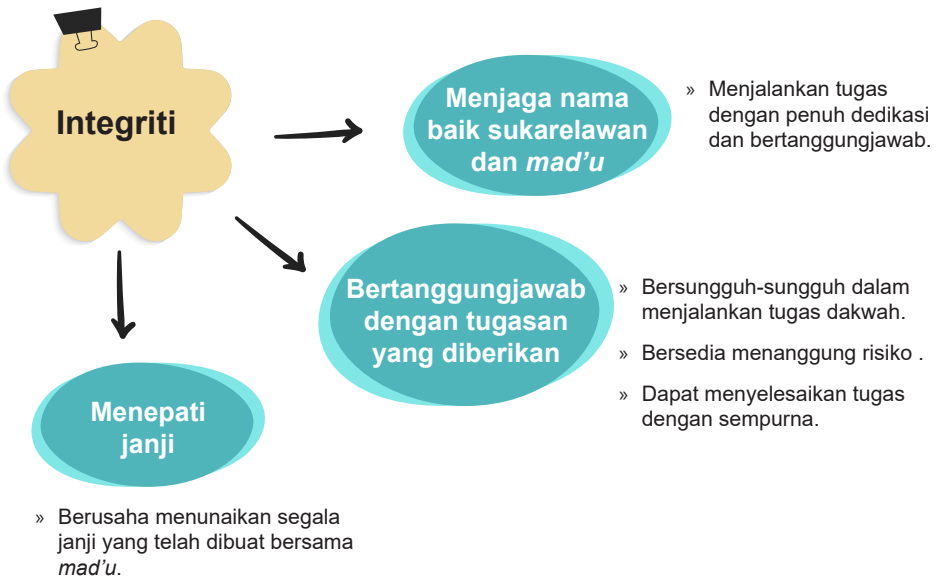 Integriti
Menjaga nama
baik sukarelawan
dan mad’u
» Menjalankan tugas
dengan penuh dedikasi
dan bertanggungjawab.
Bertanggungjawab
dengan tugasan
yang diberikan
» Bersungguh-sungguh dalam
menjalankan tugas dakwah.
» Bersedia menanggung risiko .
» Dapat menyelesaikan tugas
dengan sempurna.
Menepati
janji
» Berusaha menunaikan segala
janji yang telah dibuat bersama
mad’u.